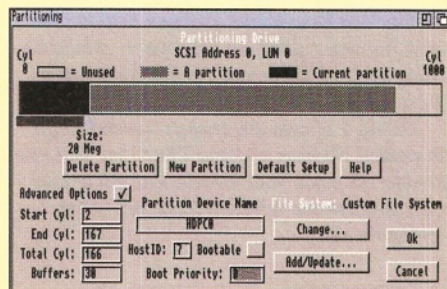 Partitioning
Partitioning Drive
SCSI Address 0, LUN 0
Cyl
0
= Unused
= A partition
= Current partition
Cyl
1000
Size:
20 Meg
Delete Partition
New Partition
Default Setup
Help
Advanced Options
Start Cyl: 2
End Cyl: 167
Total Cyl: 166
Buffers: 30
Partition Device Name
HDPC0
HostID: 7
Bootable
Boot Priority: 0
File System: Custom File System
Change...
Add/Update...
Ok
Cancel